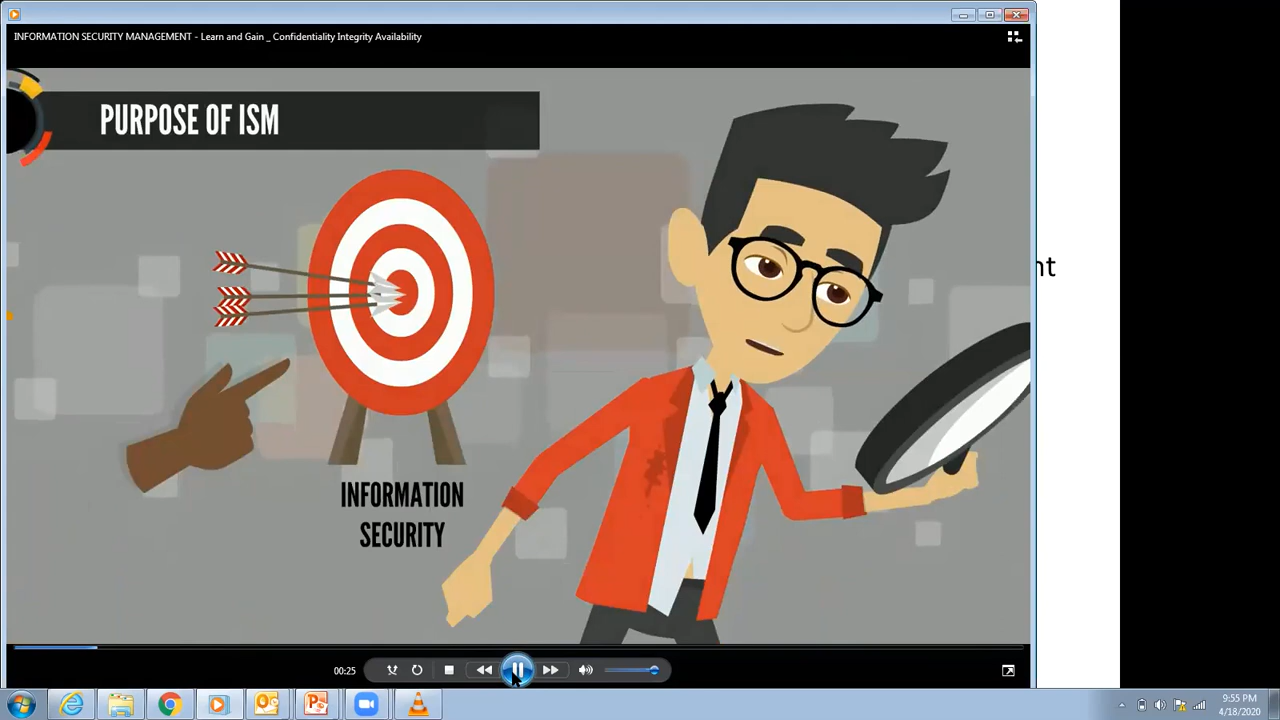 INFORMATION SECURITY MANAGEMENT - Learn and Gain _ Confidentiality Integrity Availability
PURPOSE OF ISM
nt
INFORMATION
SECURITY
00:25
9:55 PM
4/18/2020